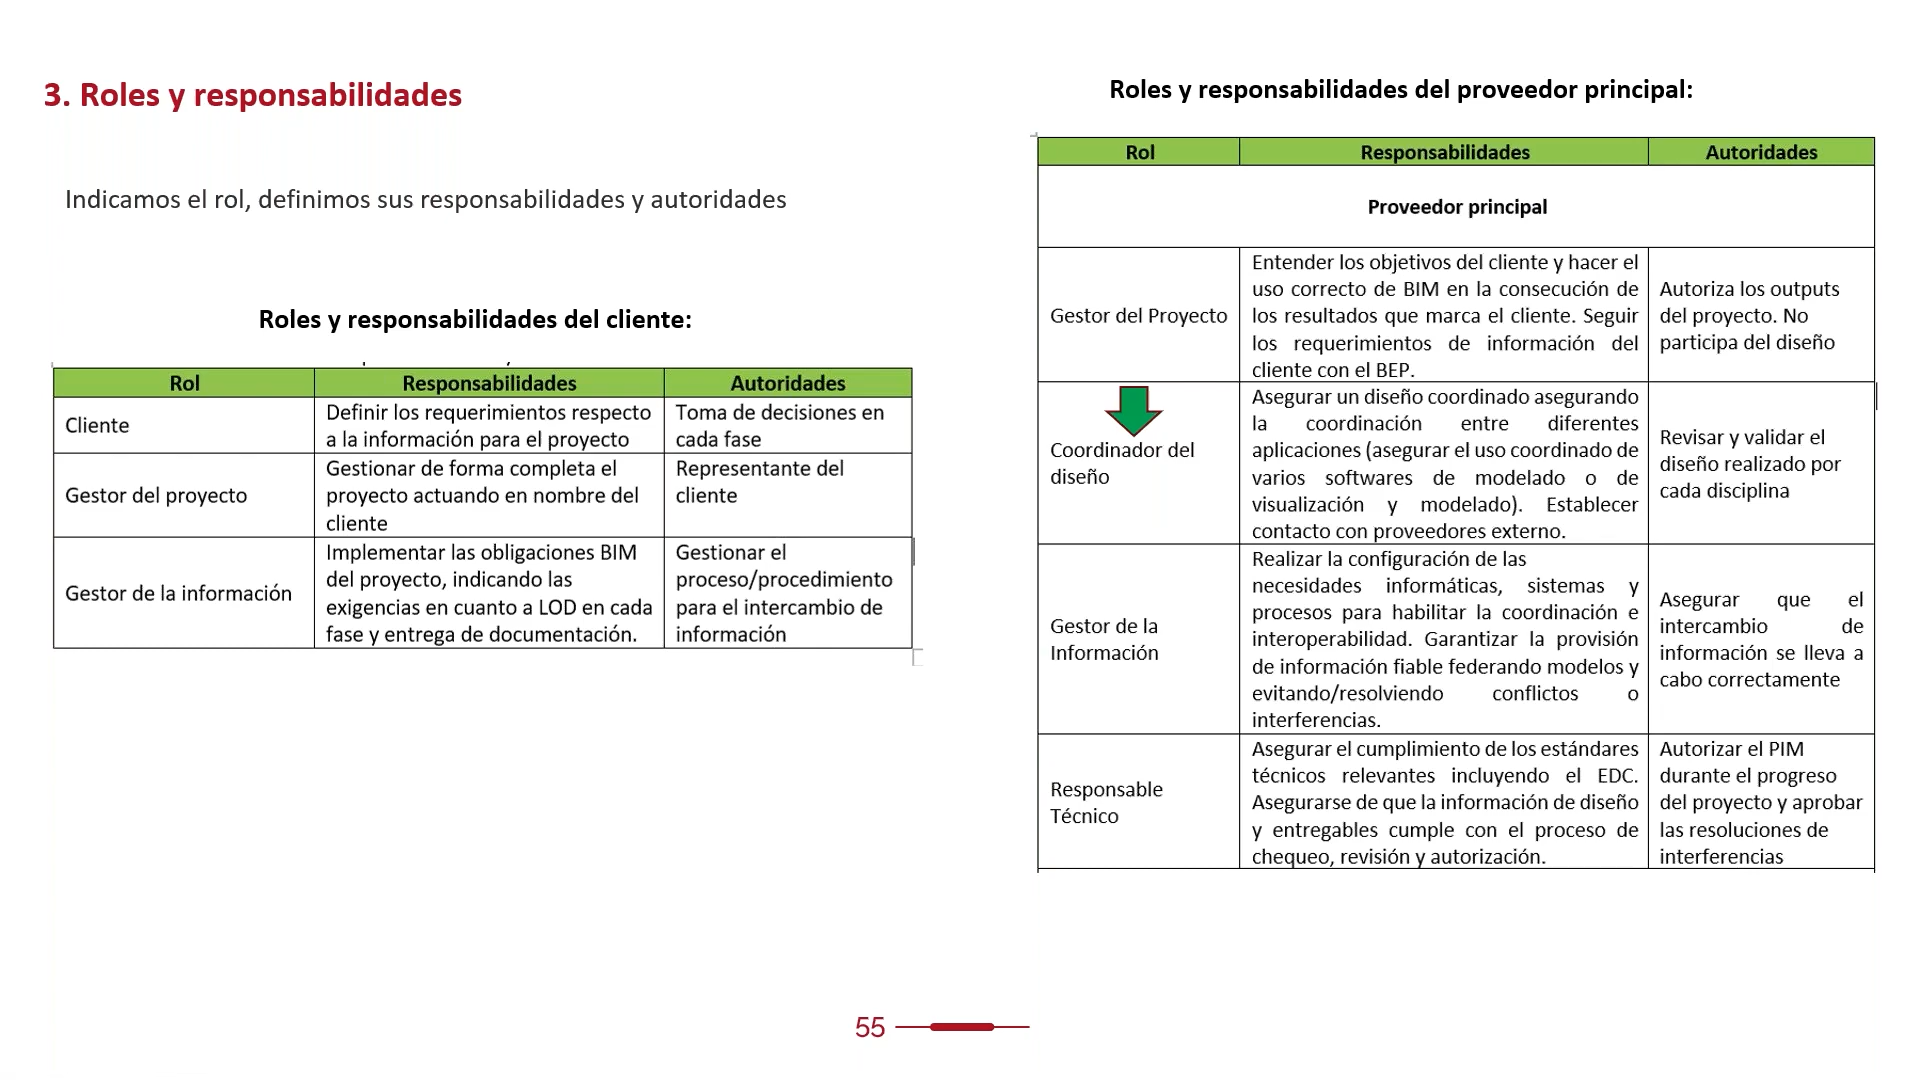 3. Roles y responsabilidades
Indicamos el rol, definimos sus responsabilidades y autoridades
Roles y responsabilidades del cliente:
Rol
Responsabilidades
Autoridades
Cliente
Definir los requerimientos respecto
a la información para el proyecto
Toma de decisiones en
cada fase
Gestor del proyecto
Gestionar de forma completa el
proyecto actuando en nombre del
cliente
Representante del
cliente
Gestor de la información
Implementar las obligaciones BIM
del proyecto, indicando las
exigencias en cuanto a LOD en cada
fase y entrega de documentación.
Gestionar el
proceso/procedimiento
para el intercambio de
información
Roles y responsabilidades del proveedor principal:
Rol
Responsabilidades
Autoridades
Proveedor principal
Gestor del Proyecto
Entender los objetivos del cliente y hacer el
uso correcto de BIM en la consecución de
los resultados que marca el cliente. Seguir
los requerimientos de información del
cliente con el BEP.
Autoriza los outputs
del proyecto. No
participa del diseño
Coordinador del
diseño
Asegurar un diseño coordinado asegurando
la coordinación entre diferentes
aplicaciones (asegurar el uso coordinado de
varios softwares de modelado o de
visualización y modelado). Establecer
contacto con proveedores externo.
Revisar y validar el
diseño realizado por
cada disciplina
Gestor de la
Información
Realizar la configuración de las
necesidades informáticas, sistemas y
procesos para habilitar la coordinación e
interoperabilidad. Garantizar la provisión
de información fiable federando modelos y
evitando/resolviendo conflictos o
interferencias.
Asegurar que el
intercambio de
información se lleva a
cabo correctamente
Responsable
Técnico
Asegurar el cumplimiento de los estándares
técnicos relevantes incluyendo el EDC.
Asegurarse de que la información de diseño
y entregables cumple con el proceso de
chequeo, revisión y autorización.
Autorizar el PIM
durante el progreso
del proyecto y aprobar
las resoluciones de
interferencias
55